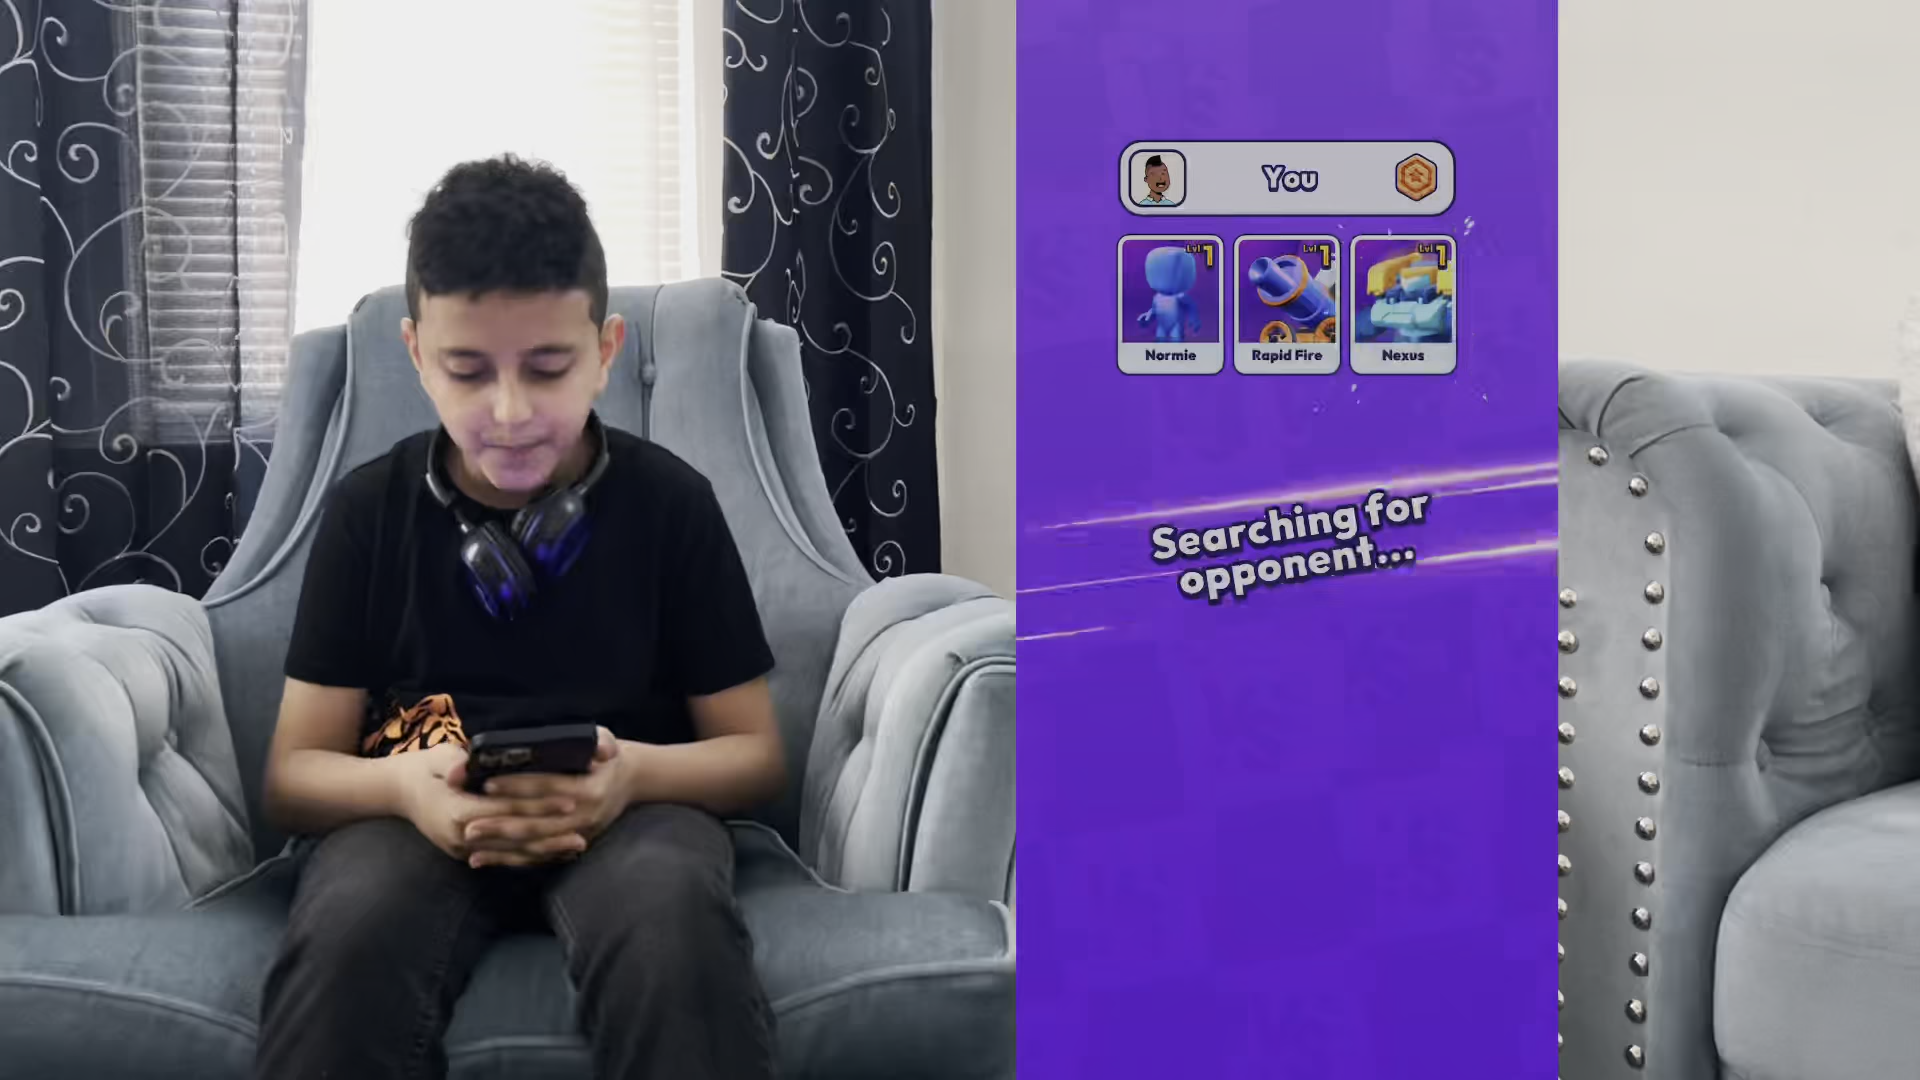 You
Lvl 1
Lvl 1
Lvl 1
Normie
Rapid Fire
Nexus
Searching for
opponent...